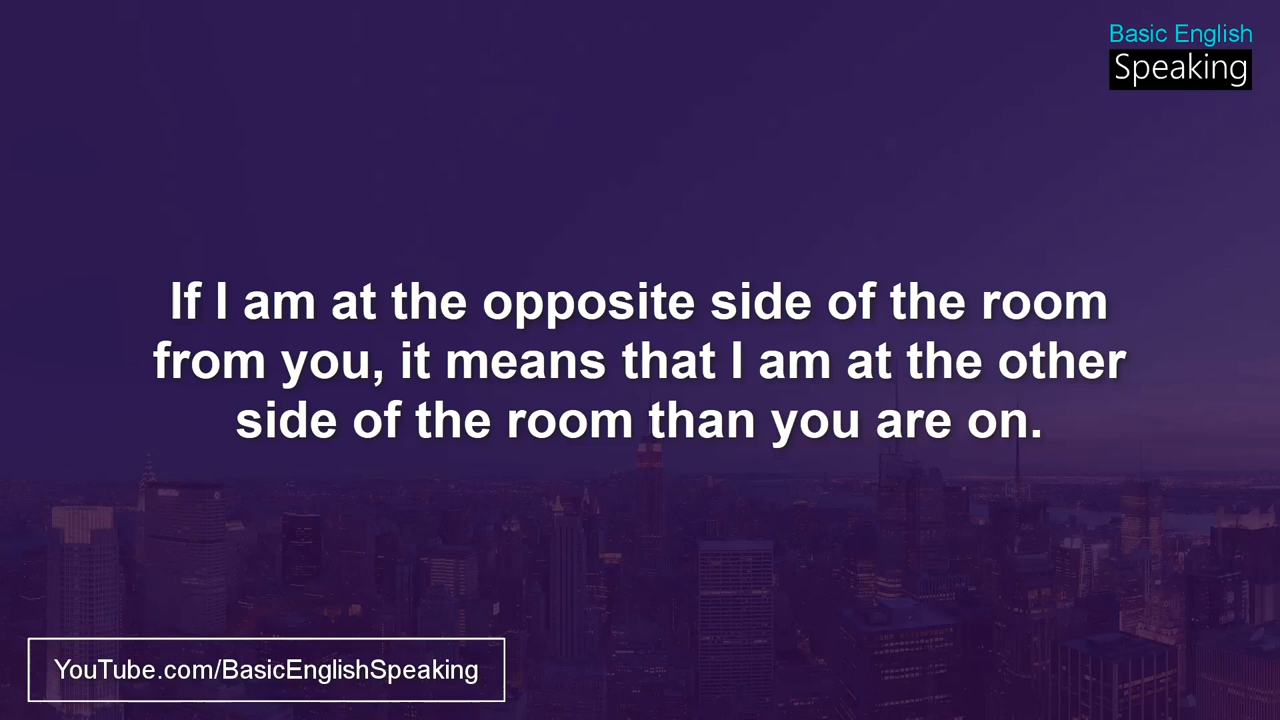 Basic English
Speaking
If I am at the opposite side of the room
from you, it means that I am at the other
side of the room than you are on.
YouTube.com/BasicEnglishSpeaking